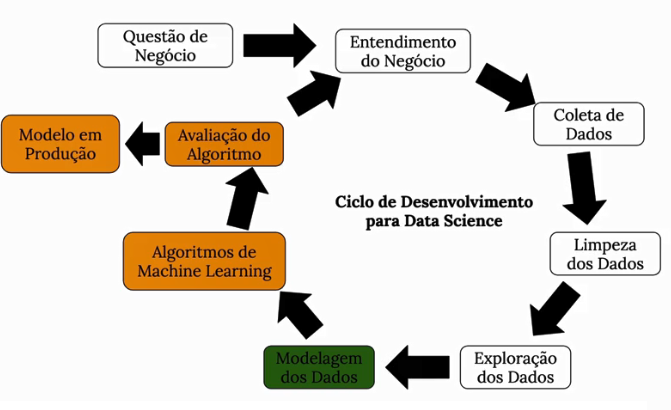 Questão de
Negócio
Entendimento
do Negócio
Coleta de
Dados
Limpeza
dos Dados
Exploração
dos Dados
Modelagem
dos Dados
Algoritmos de
Machine Learning
Avaliação do
Algoritmo
Modelo em
Produção
Ciclo de Desenvolvimento
para Data Science